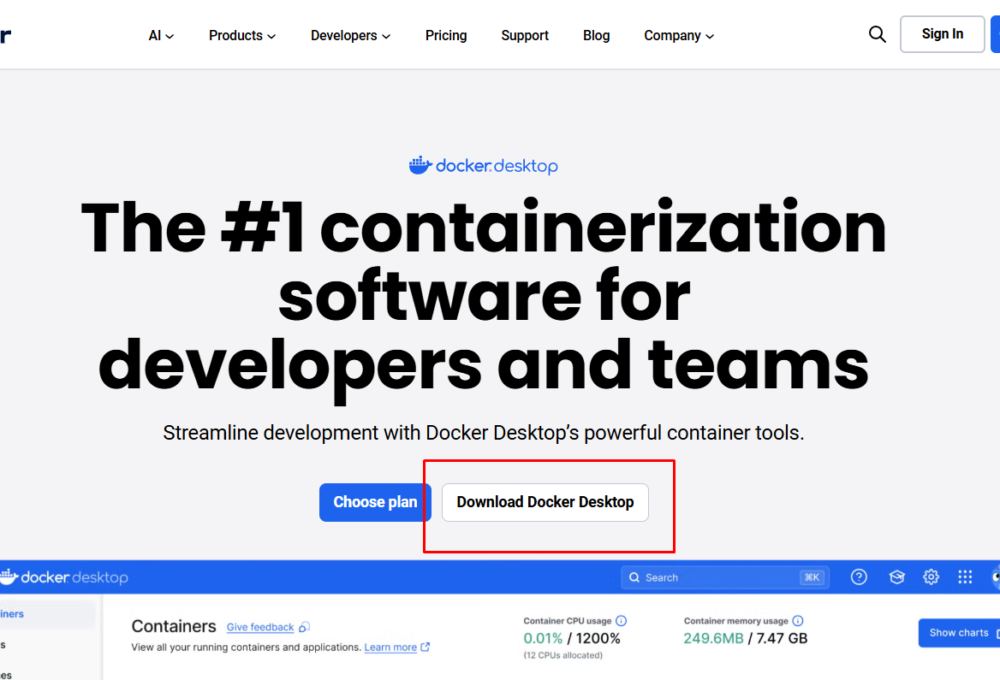 AI
Products
Developers
Pricing
Support
Blog
Company
Sign In
docker desktop
The #1 containerization
software for
developers and teams
Streamline development with Docker Desktop’s powerful container tools.
Choose plan
Download Docker Desktop
docker desktop
Search
⌘K
Containers
Give feedback
View all your running containers and applications. Learn more
Container CPU usage
0.01% / 1200%
(12 CPUs allocated)
Container memory usage
249.6MB / 7.47 GB
Show charts